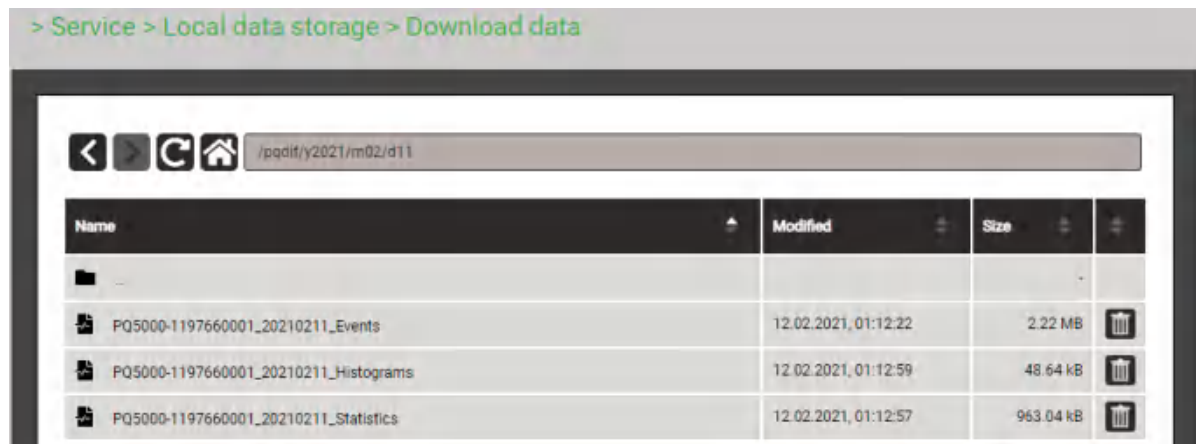 > Service > Local data storage > Download data
/pqdif/y2021/m02/d11
Name Modified Size
.. -
PQ5000-1197660001_20210211_Events 12.02.2021, 01:12:22 2.22 MB
PQ5000-1197660001_20210211_Histograms 12.02.2021, 01:12:59 48.64 kB
PQ5000-1197660001_20210211_Statistics 12.02.2021, 01:12:57 963.04 kB